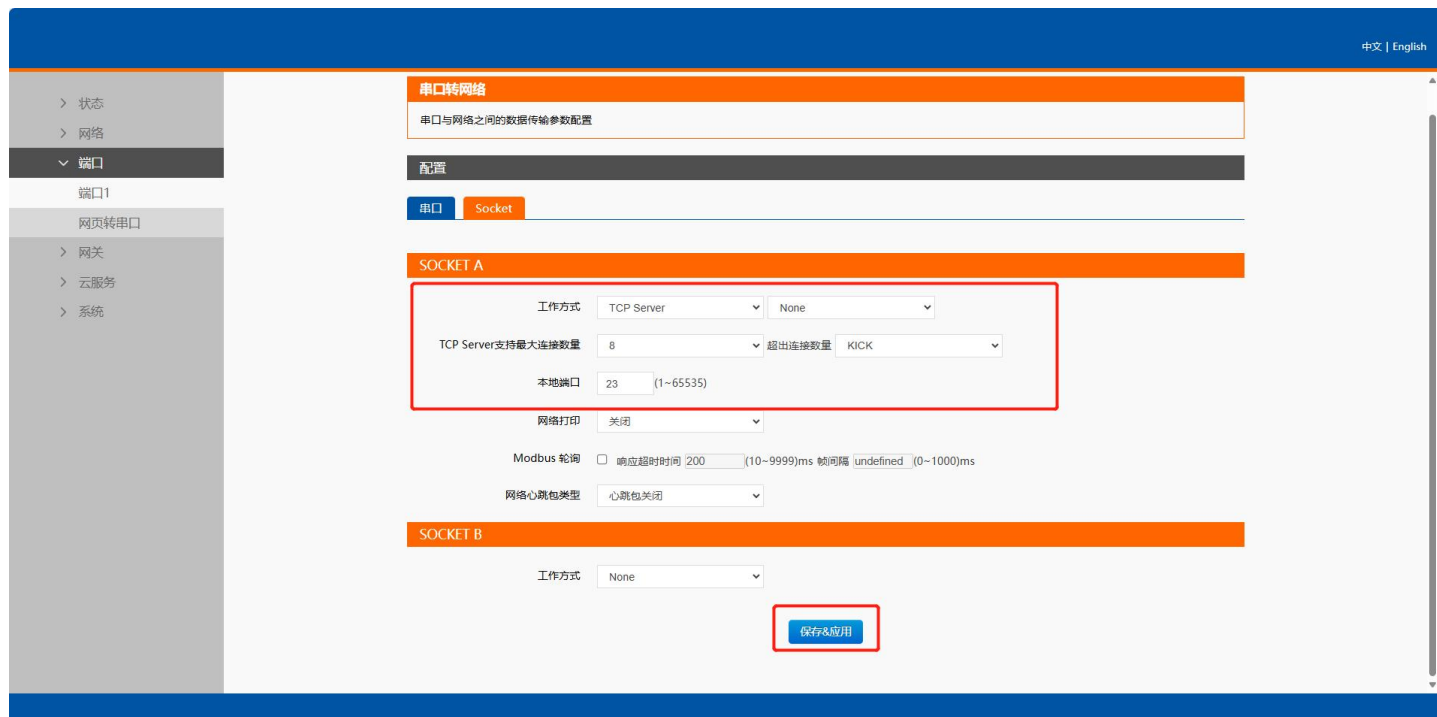 中文 | English
状态
网络
端口
端口1
网页转串口
网关
云服务
系统
串口转网络
串口与网络之间的数据传输参数配置
配置
串口 Socket
SOCKET A
工作方式 TCP Server None
TCP Server支持最大连接数量 8 超出连接数量 KICK
本地端口 23 (1~65535)
网络打印 关闭
Modbus 轮询 响应超时时间 200 (10~9999)ms 帧间隔 undefined (0~1000)ms
网络心跳包类型 心跳包关闭
SOCKET B
工作方式 None
保存&应用